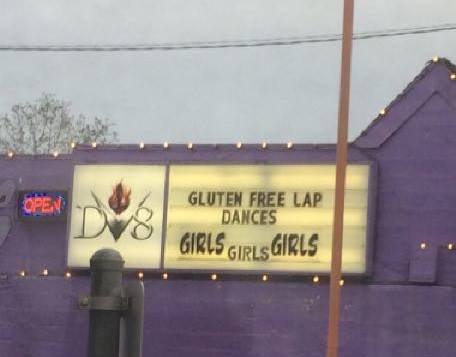 OPEN
DV8
GLUTEN FREE LAP
DANCES
GIRLS GIRLS GIRLS